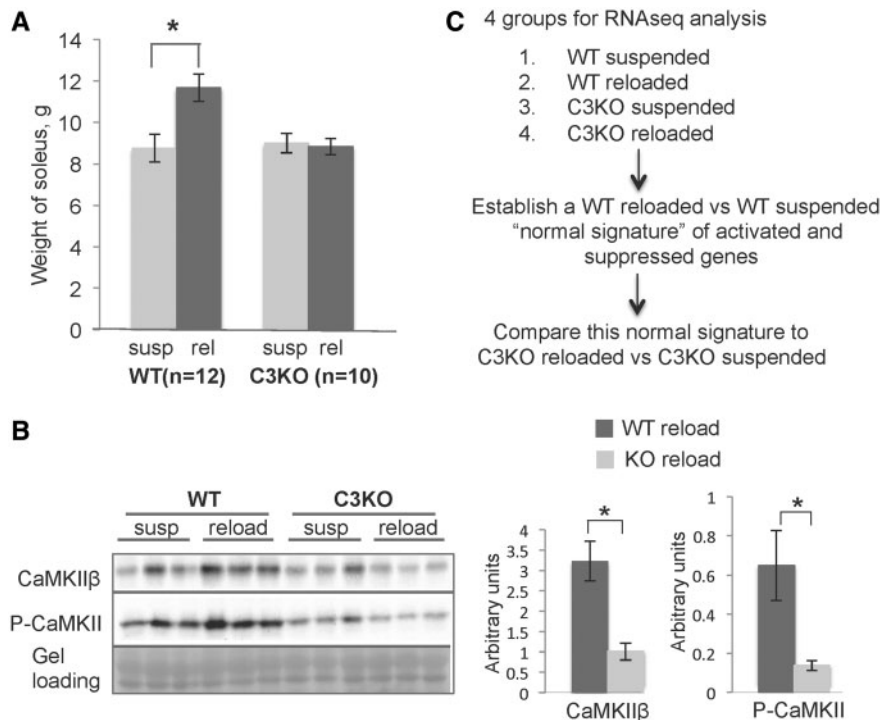 A
Weight of soleus, g
14
12
10
8
6
4
2
0
*
susp rel susp rel
WT(n=12) C3KO (n=10)
C
4 groups for RNAseq analysis
1. WT suspended
2. WT reloaded
3. C3KO suspended
4. C3KO reloaded
Establish a WT reloaded vs WT suspended
“normal signature” of activated and
suppressed genes
Compare this normal signature to
C3KO reloaded vs C3KO suspended
B
WT C3KO
susp reload susp reload
CaMKIIβ
P-CaMKII
Gel
loading
WT reload
KO reload
Arbitrary units
4
3.5
3
2.5
2
1.5
1
0.5
0
*
CaMKIIβ
Arbitrary units
1
0.8
0.6
0.4
0.2
0
*
P-CaMKII